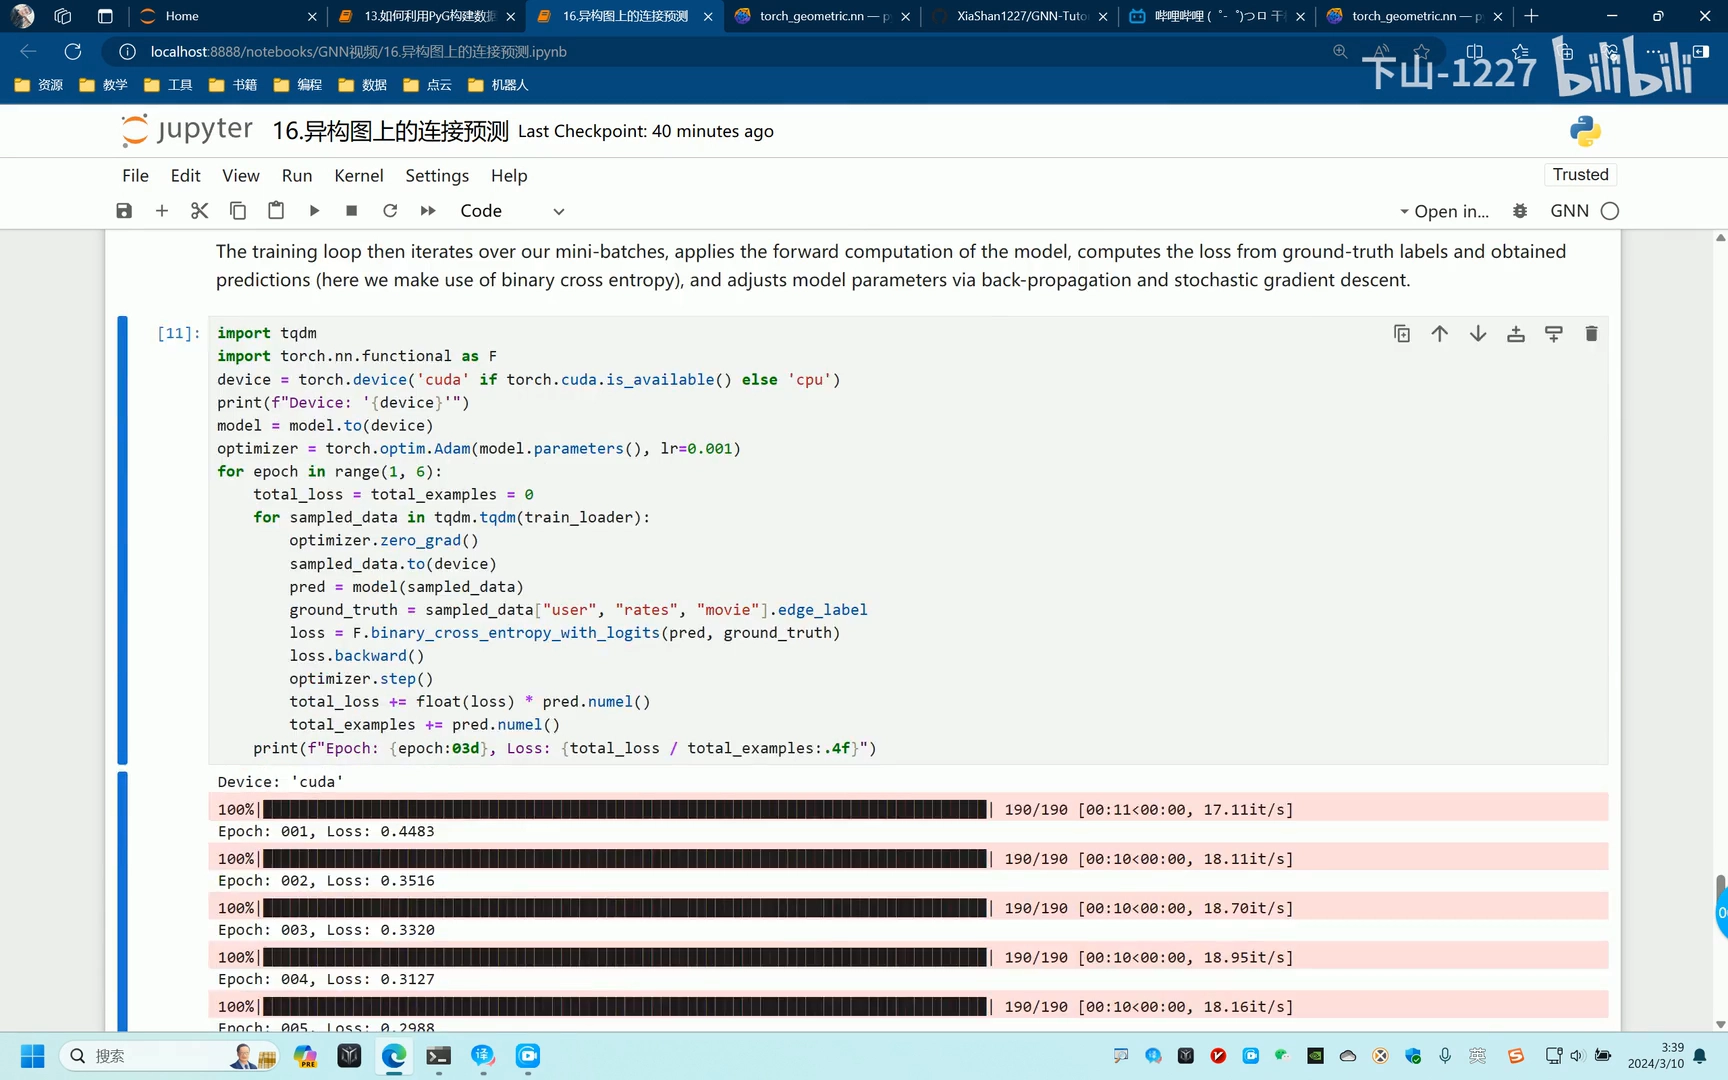 Home
13.如何利用PyG构建数据
16.异构图上的连接预测
torch_geometric.nn — p
XiaShan1227/GNN-Tuto
哔哩哔哩 (゜-゜)つロ 干
torch_geometric.nn — p
localhost:8888/notebooks/GNN视频/16.异构图上的连接预测.ipynb
下山-1227 bilibili
资源 教学 工具 书籍 编程 数据 点云 机器人
jupyter 16.异构图上的连接预测 Last Checkpoint: 40 minutes ago
File Edit View Run Kernel Settings Help
Trusted
Code
Open in... GNN
The training loop then iterates over our mini-batches, applies the forward computation of the model, computes the loss from ground-truth labels and obtained
predictions (here we make use of binary cross entropy), and adjusts model parameters via back-propagation and stochastic gradient descent.
[11]:
import tqdm
import torch.nn.functional as F
device = torch.device('cuda' if torch.cuda.is_available() else 'cpu')
print(f"Device: '{device}'")
model = model.to(device)
optimizer = torch.optim.Adam(model.parameters(), lr=0.001)
for epoch in range(1, 6):
    total_loss = total_examples = 0
    for sampled_data in tqdm.tqdm(train_loader):
        optimizer.zero_grad()
        sampled_data.to(device)
        pred = model(sampled_data)
        ground_truth = sampled_data["user", "rates", "movie"].edge_label
        loss = F.binary_cross_entropy_with_logits(pred, ground_truth)
        loss.backward()
        optimizer.step()
        total_loss += float(loss) * pred.numel()
        total_examples += pred.numel()
    print(f"Epoch: {epoch:03d}, Loss: {total_loss / total_examples:.4f}")
Device: 'cuda'
100%| | 190/190 [00:11<00:00, 17.11it/s]
Epoch: 001, Loss: 0.4483
100%| | 190/190 [00:10<00:00, 18.11it/s]
Epoch: 002, Loss: 0.3516
100%| | 190/190 [00:10<00:00, 18.70it/s]
Epoch: 003, Loss: 0.3320
100%| | 190/190 [00:10<00:00, 18.95it/s]
Epoch: 004, Loss: 0.3127
100%| | 190/190 [00:10<00:00, 18.16it/s]
Epoch: 005, Loss: 0.2988
搜索
PRE
译
英
3:39
2024/3/10